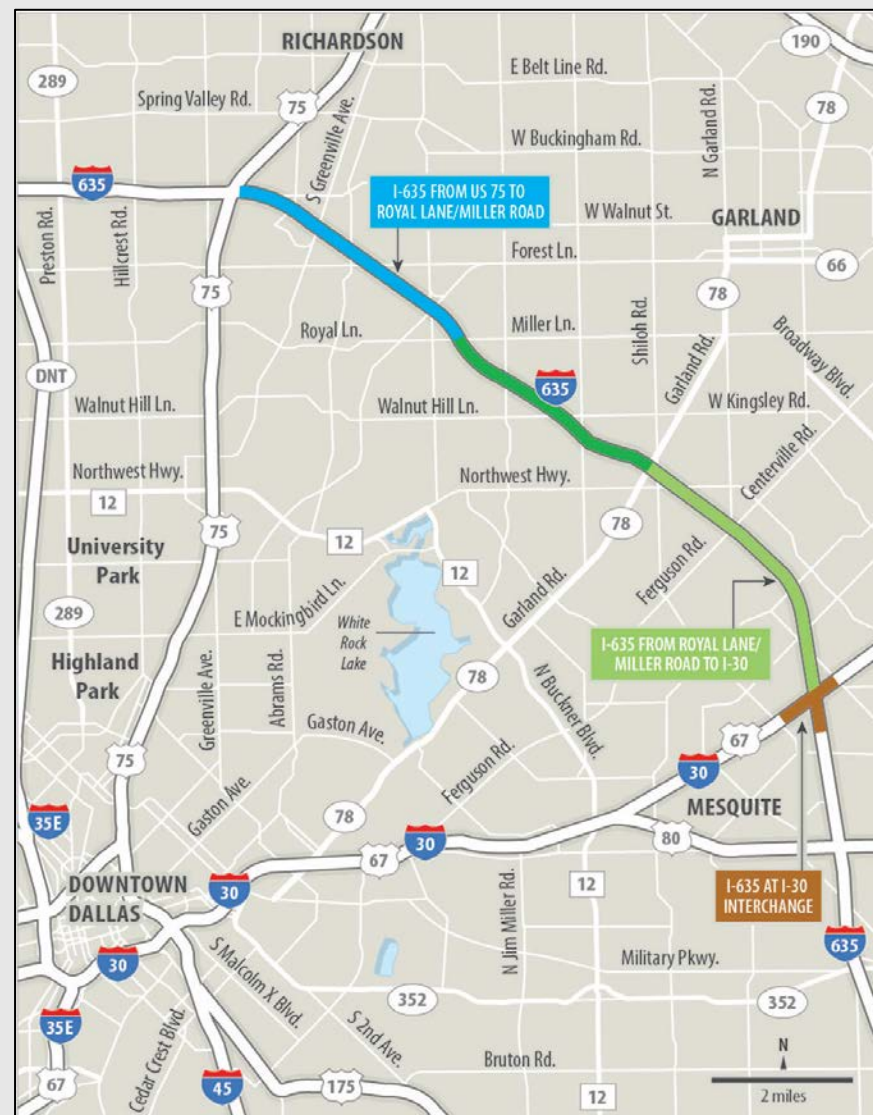 RICHARDSON
190
E Belt Line Rd.
289
Spring Valley Rd.
75
N Garland Rd.
78
S Greenville Ave.
W Buckingham Rd.
635
I-635 FROM US 75 TO
ROYAL LANE/MILLER ROAD
W Walnut St.
GARLAND
Preston Rd.
Hillcrest Rd.
Forest Ln.
66
75
78
Royal Ln.
Miller Ln.
Shiloh Rd.
Garland Rd.
Broadway Blvd.
DNT
635
Walnut Hill Ln.
Walnut Hill Ln.
W Kingsley Rd.
Centerville Rd.
Northwest Hwy.
Northwest Hwy.
12
75
78
12
University
Park
Ferguson Rd.
12
289
E Mockingbird Ln.
White
Rock
Lake
Garland Rd.
I-635 FROM ROYAL LANE/
MILLER ROAD TO I-30
Highland
Park
Greenville Ave.
Abrams Rd.
78
N Buckner Blvd.
Gaston Ave.
75
Ferguson Rd.
67
30
Gaston Ave.
MESQUITE
35E
78
30
80
67
DOWNTOWN
DALLAS
30
12
I-635 AT I-30
INTERCHANGE
N Jim Miller Rd.
635
30
S Malcolm X Blvd.
Military Pkwy.
352
352
35E
S 2nd Ave.
Cedar Crest Blvd.
Bruton Rd.
N
67
45
175
12
2 miles